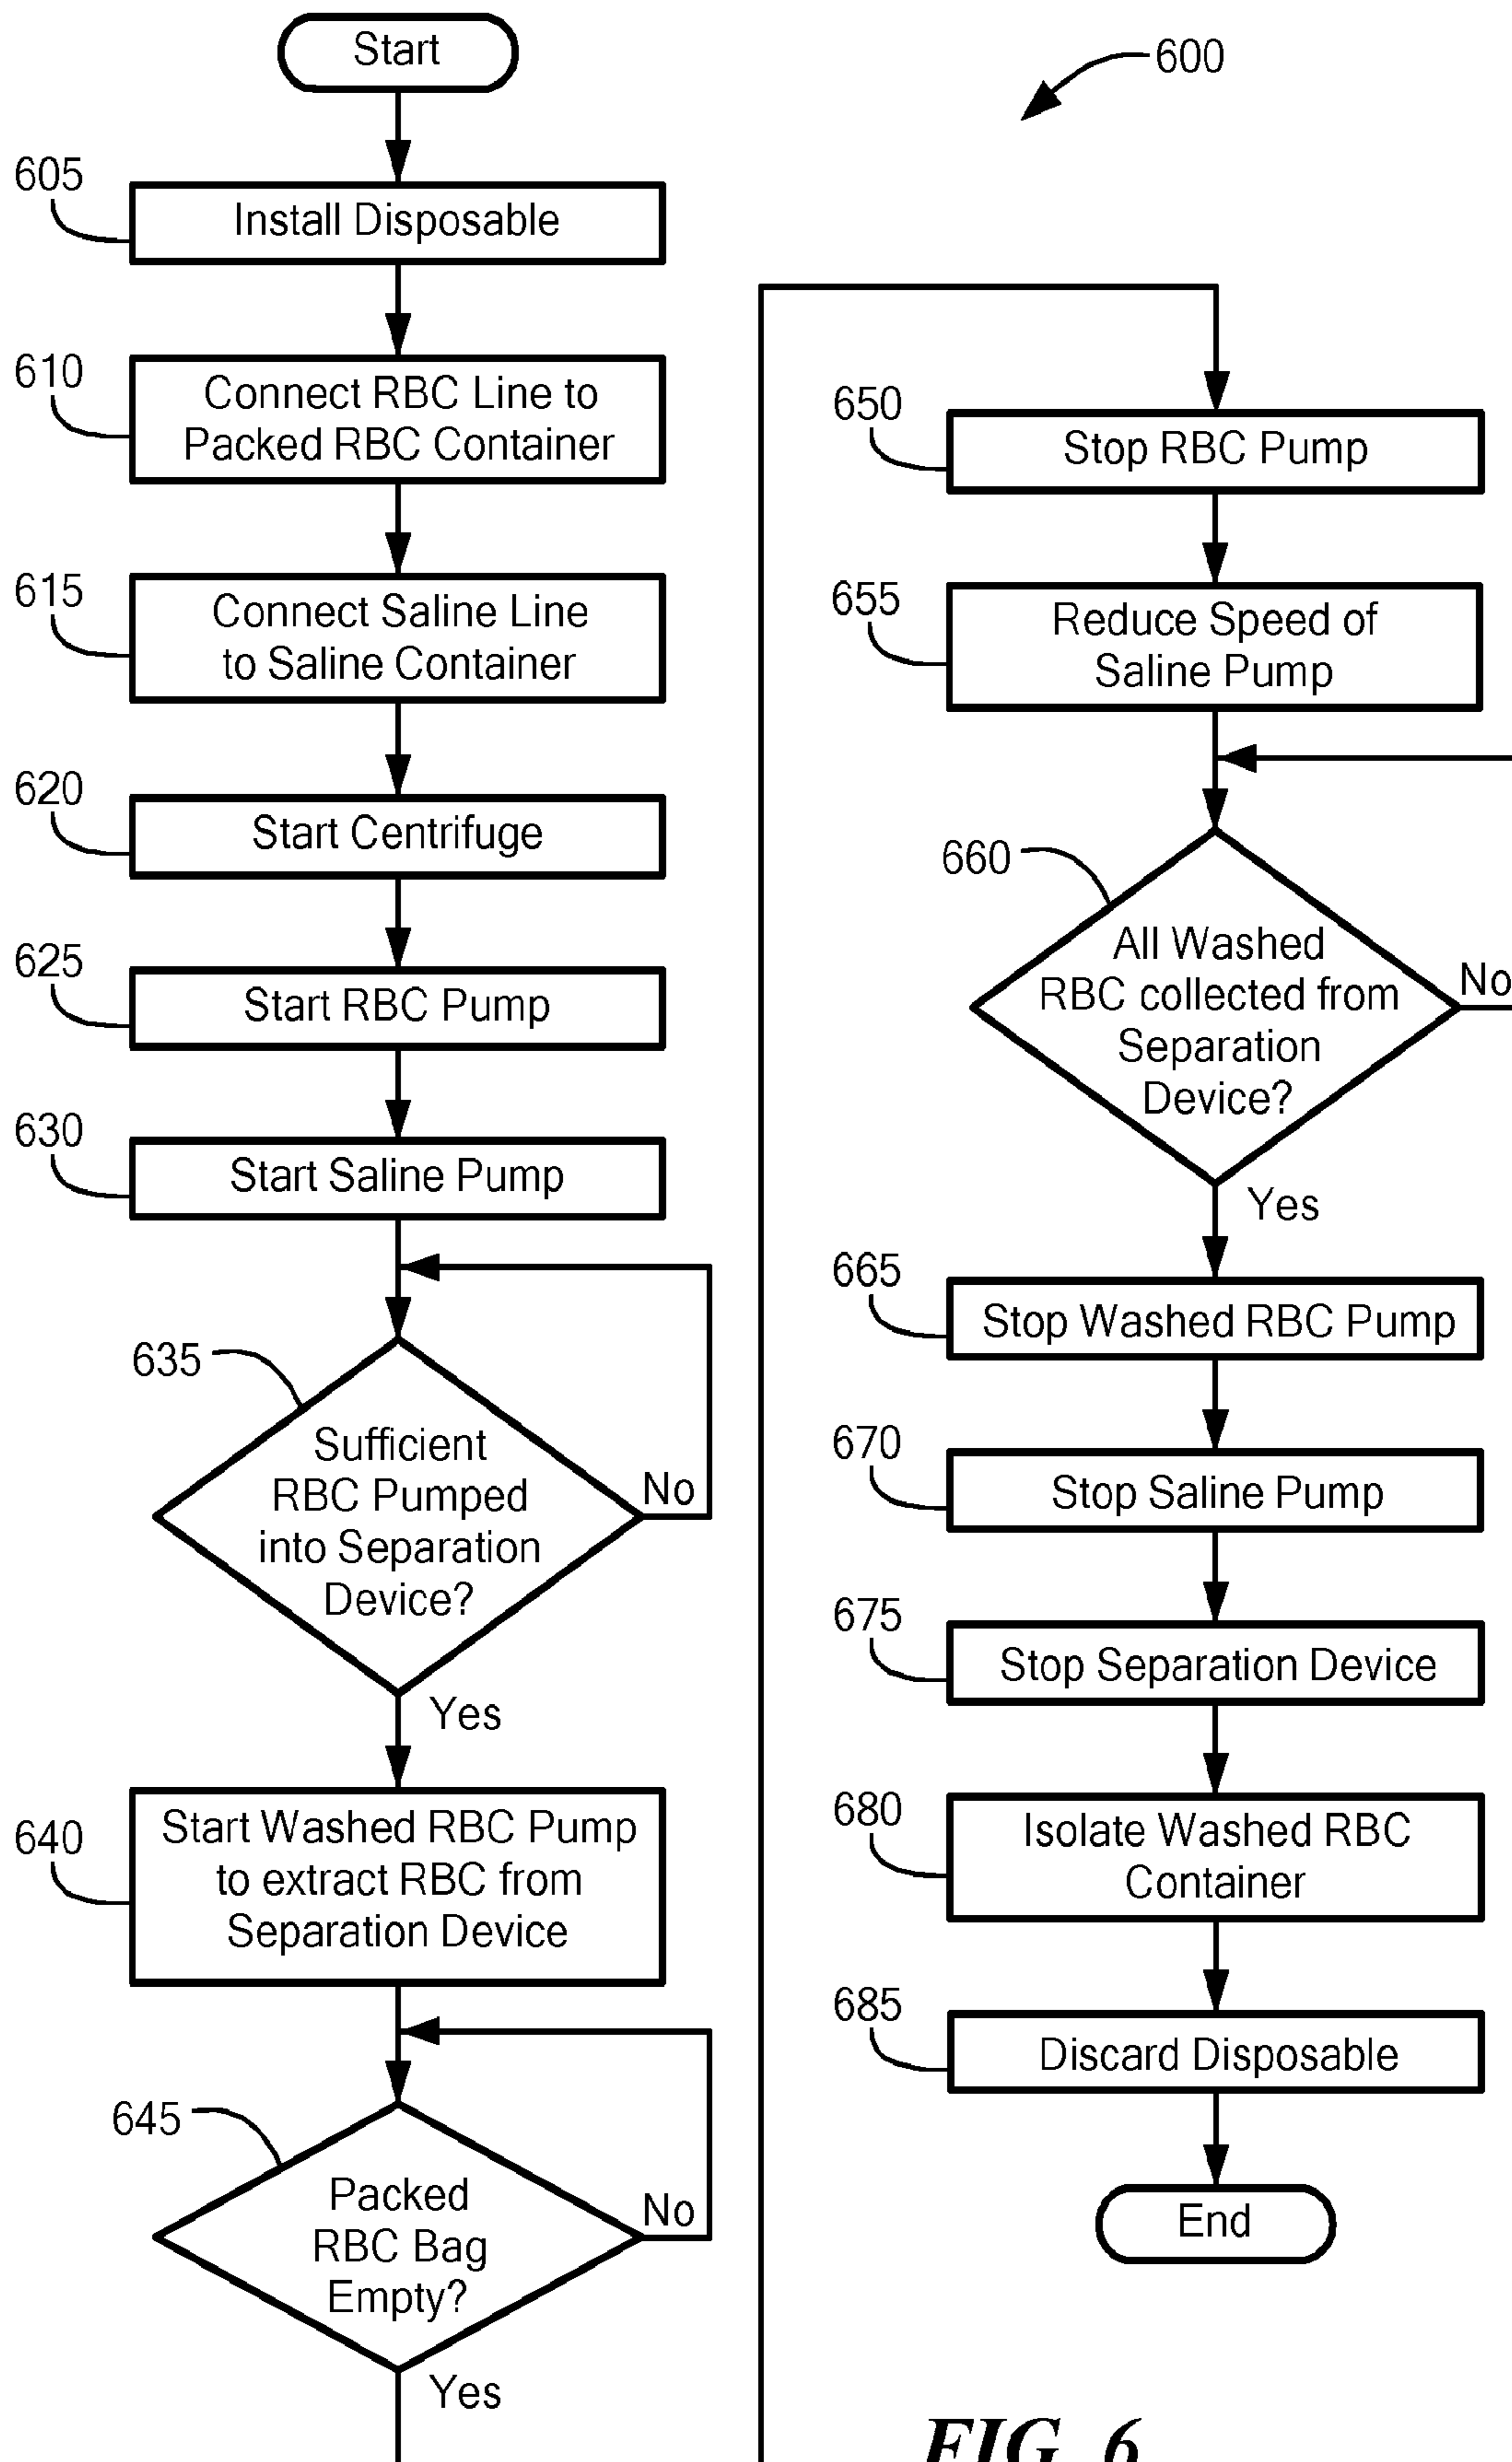 Start
600
605
Install Disposable
610
Connect RBC Line to
Packed RBC Container
615
Connect Saline Line
to Saline Container
620
Start Centrifuge
625
Start RBC Pump
630
Start Saline Pump
635
Sufficient
RBC Pumped
into Separation
Device?
No
Yes
640
Start Washed RBC Pump
to extract RBC from
Separation Device
645
Packed
RBC Bag
Empty?
No
Yes
650
Stop RBC Pump
655
Reduce Speed of
Saline Pump
660
All Washed
RBC collected from
Separation
Device?
No
Yes
665
Stop Washed RBC Pump
670
Stop Saline Pump
675
Stop Separation Device
680
Isolate Washed RBC
Container
685
Discard Disposable
End
FIG. 6